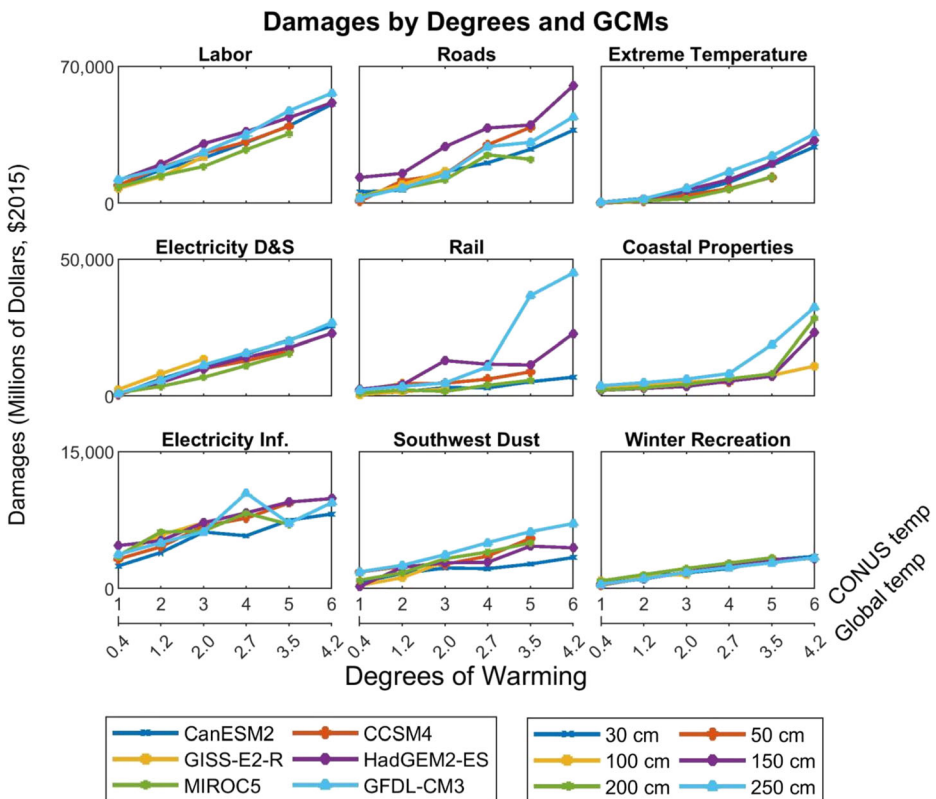 Damages by Degrees and GCMs
Labor Roads Extreme Temperature
70,000
0
Electricity D&S Rail Coastal Properties
50,000
0
Electricity Inf. Southwest Dust Winter Recreation
15,000
0
Damages (Millions of Dollars, $2015)
1 2 3 4 5 6 1 2 3 4 5 6 1 2 3 4 5 6
CONUS temp
0.4 1.2 2.0 2.7 3.5 4.2 0.4 1.2 2.0 2.7 3.5 4.2 0.4 1.2 2.0 2.7 3.5 4.2
Global temp
Degrees of Warming
CanESM2 CCSM4 30 cm 50 cm
GISS-E2-R HadGEM2-ES 100 cm 150 cm
MIROC5 GFDL-CM3 200 cm 250 cm